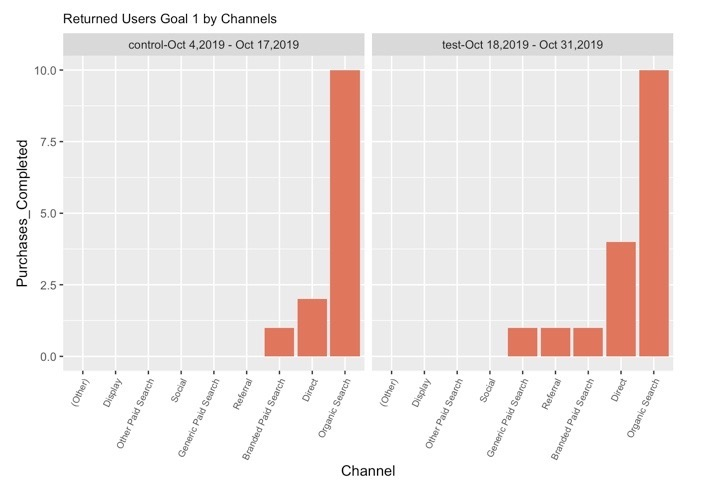 Returned Users Goal 1 by Channels
control-Oct 4,2019 - Oct 17,2019
test-Oct 18,2019 - Oct 31,2019
Purchases_Completed
10.0
7.5
5.0
2.5
0.0
(Other)
Display
Other Paid Search
Social
Generic Paid Search
Referral
Branded Paid Search
Direct
Organic Search
(Other)
Display
Other Paid Search
Social
Generic Paid Search
Referral
Branded Paid Search
Direct
Organic Search
Channel